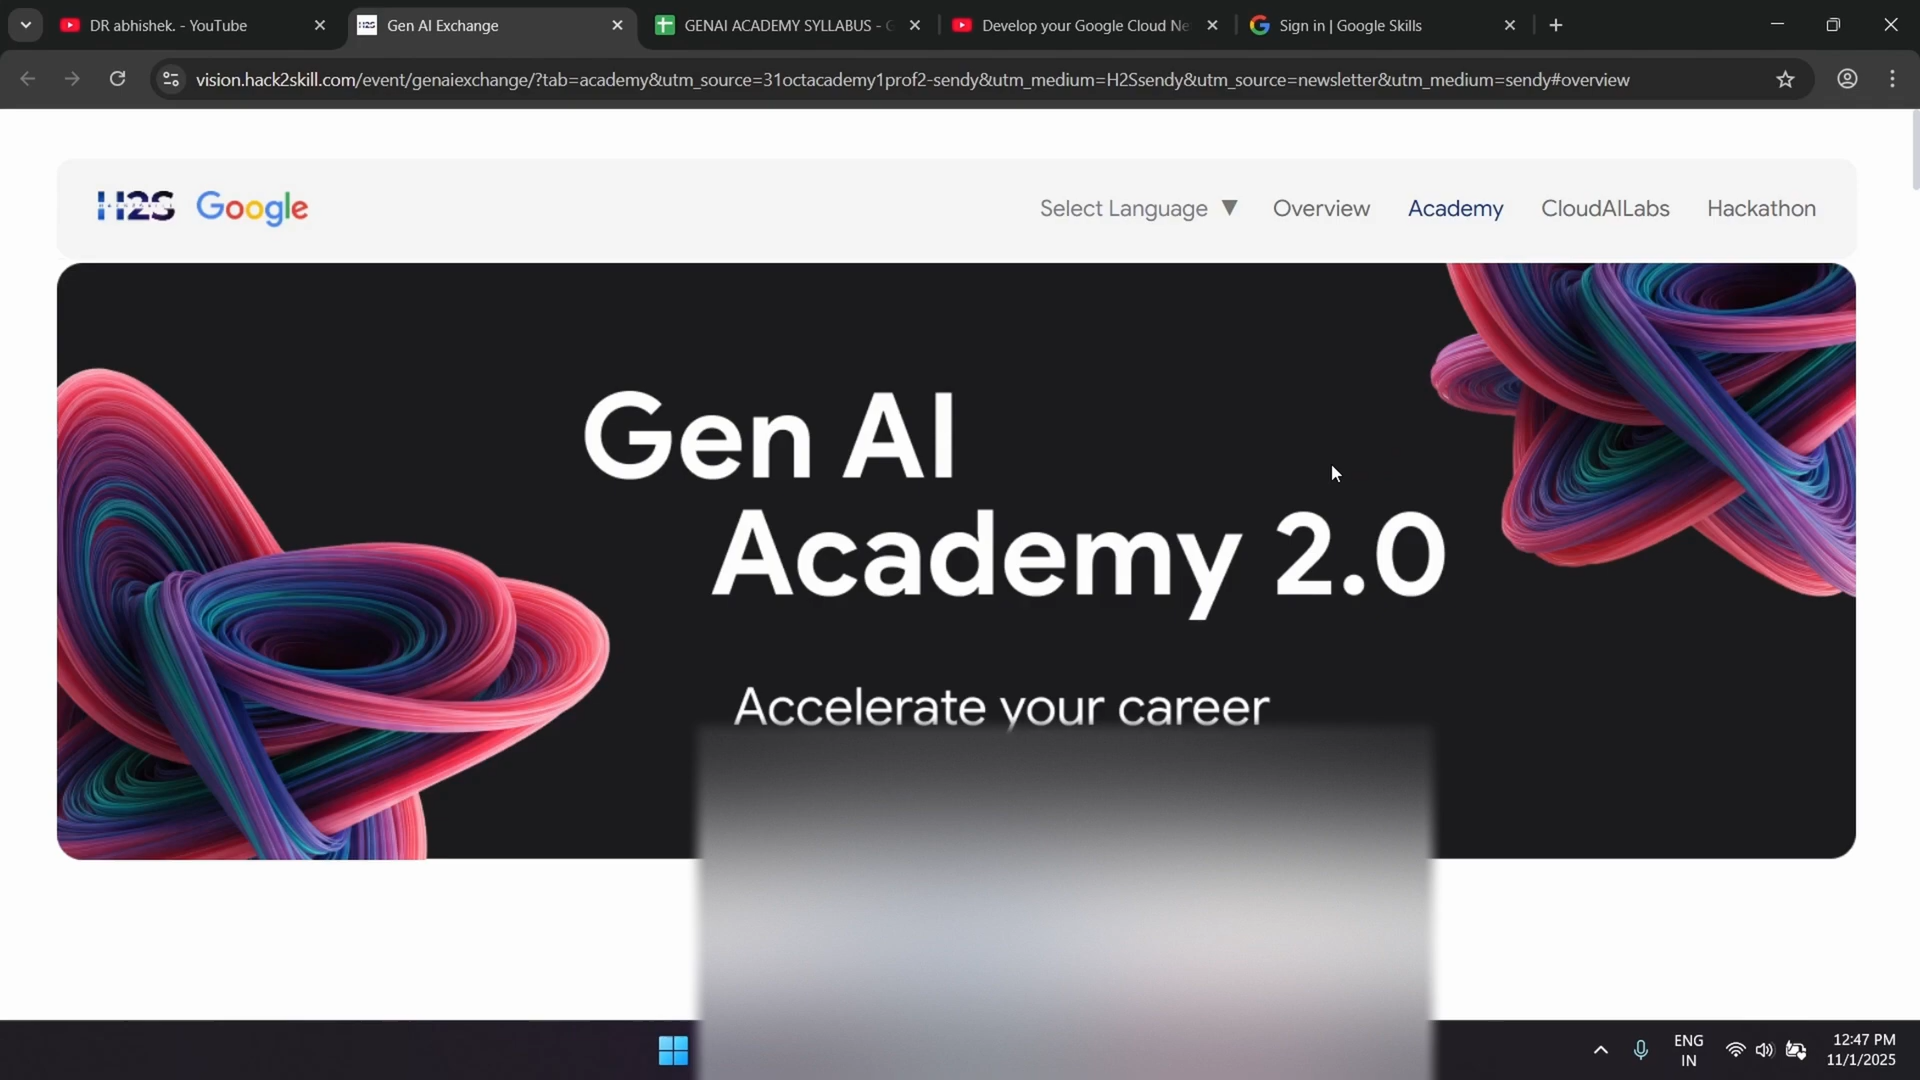 DR abhishek. - YouTube
Gen AI Exchange
GENAI ACADEMY SYLLABUS -
Develop your Google Cloud Ne
Sign in | Google Skills
vision.hack2skill.com/event/genaiexchange/?tab=academy&utm_source=31octacademy1prof2-sendy&utm_medium=H2Ssendy&utm_source=newsletter&utm_medium=sendy#overview
H2S Google
Select Language ▼ Overview Academy CloudAILabs Hackathon
Gen AI
Academy 2.0
Accelerate your career
ENG
IN
12:47 PM
11/1/2025